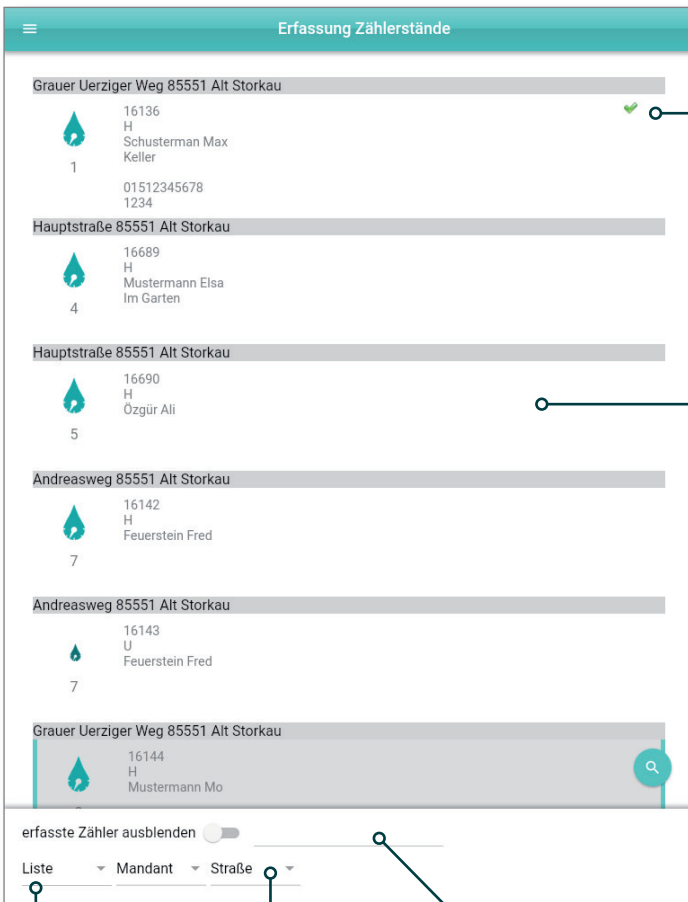 Erfassung Zählerstände
Grauer Uerziger Weg 85551 Alt Storkau
16136
H
Schusterman Max
Keller
1
01512345678
1234
Hauptstraße 85551 Alt Storkau
16689
H
Mustermann Elsa
Im Garten
4
Hauptstraße 85551 Alt Storkau
16690
H
Özgür Ali
5
Andreasweg 85551 Alt Storkau
16142
H
Feuerstein Fred
7
Andreasweg 85551 Alt Storkau
16143
U
Feuerstein Fred
7
Grauer Uerziger Weg 85551 Alt Storkau
16144
H
Mustermann Mo
erfasste Zähler ausblenden
Liste Mandant Straße